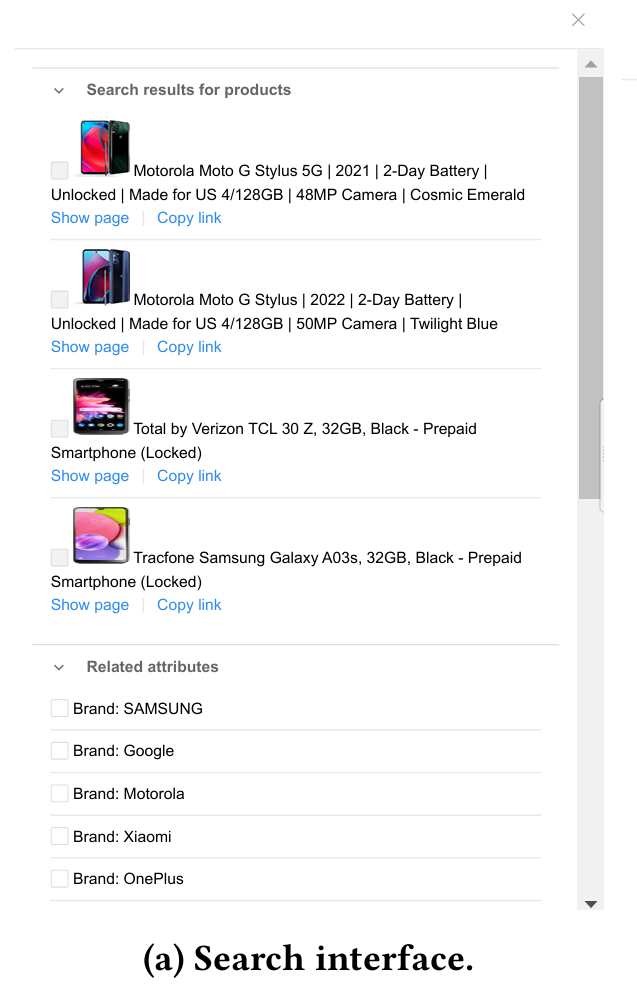 Search results for products
Motorola Moto G Stylus 5G | 2021 | 2-Day Battery |
Unlocked | Made for US 4/128GB | 48MP Camera | Cosmic Emerald
Show page | Copy link
Motorola Moto G Stylus | 2022 | 2-Day Battery |
Unlocked | Made for US 4/128GB | 50MP Camera | Twilight Blue
Show page | Copy link
Total by Verizon TCL 30 Z, 32GB, Black - Prepaid
Smartphone (Locked)
Show page | Copy link
Tracfone Samsung Galaxy A03s, 32GB, Black - Prepaid
Smartphone (Locked)
Show page | Copy link
Related attributes
Brand: SAMSUNG
Brand: Google
Brand: Motorola
Brand: Xiaomi
Brand: OnePlus
(a) Search interface.